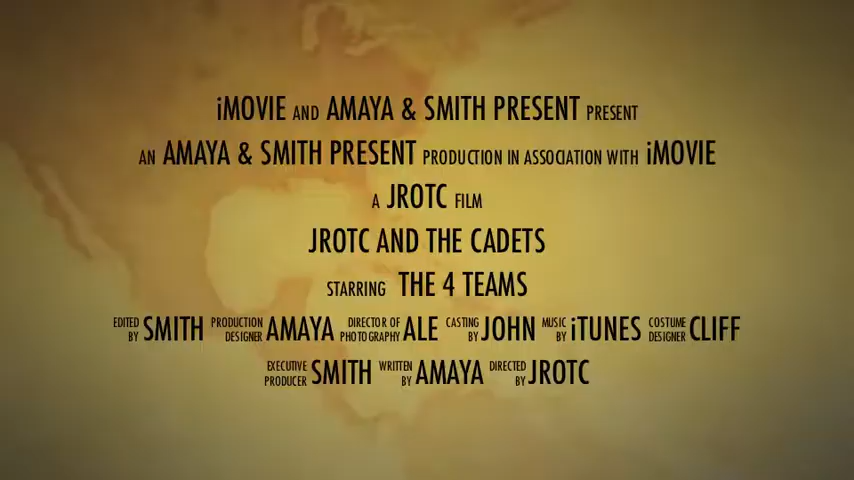 iMOVIE AND AMAYA & SMITH PRESENT PRESENT
AN AMAYA & SMITH PRESENT PRODUCTION IN ASSOCIATION WITH iMOVIE
A JROTC FILM
JROTC AND THE CADETS
STARRING THE 4 TEAMS
EDITED BY SMITH PRODUCTION DESIGNER AMAYA DIRECTOR OF PHOTOGRAPHY ALE CASTING BY JOHN MUSIC BY iTUNES COSTUME DESIGNER CLIFF
EXECUTIVE PRODUCER SMITH WRITTEN BY AMAYA DIRECTED BY JROTC